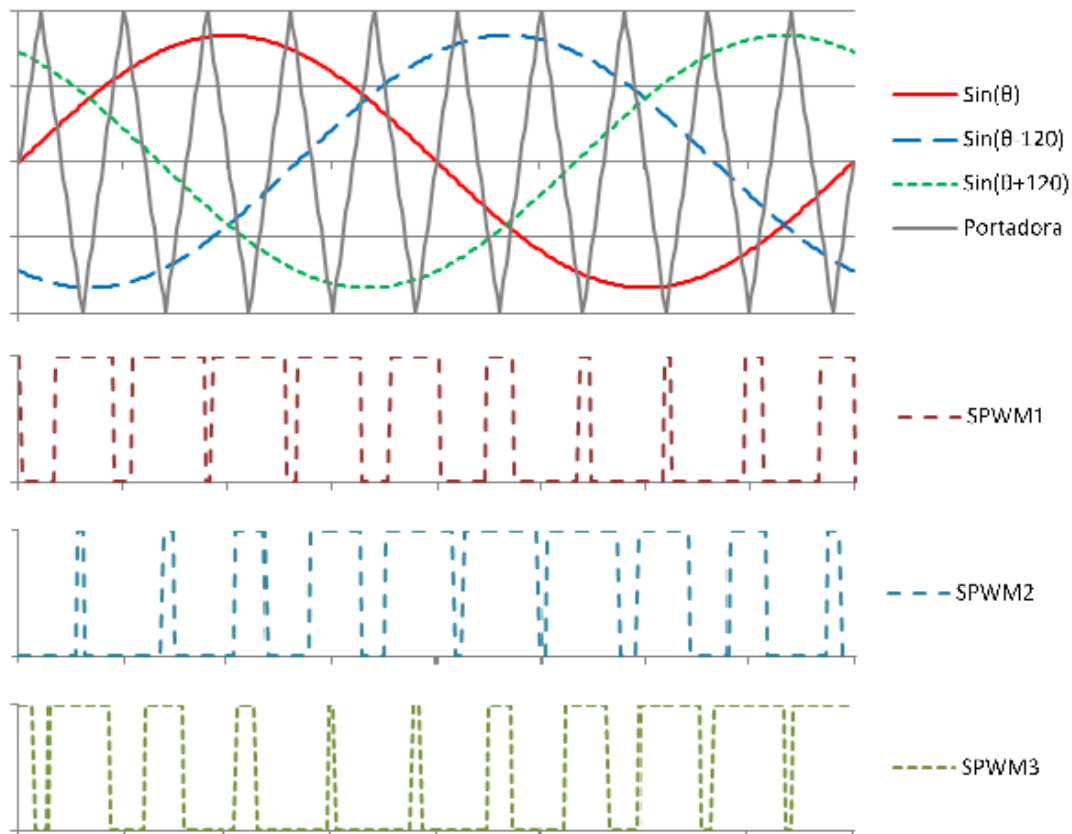 Sin(θ)
Sin(θ-120)
Sin(θ+120)
Portadora
SPWM1
SPWM2
SPWM3